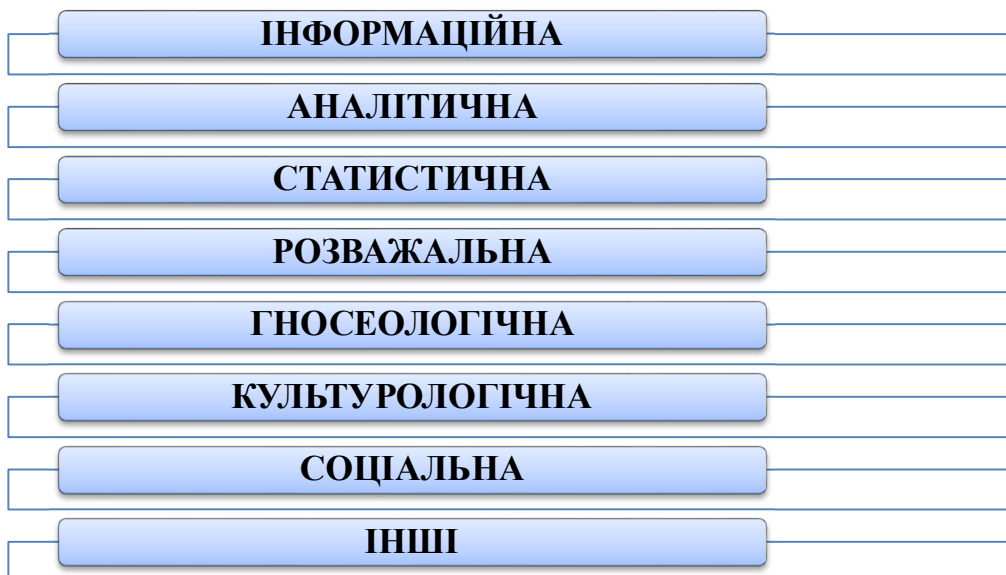 ІНФОРМАЦІЙНА
АНАЛІТИЧНА
СТАТИСТИЧНА
РОЗВАЖАЛЬНА
ГНОСЕОЛОГІЧНА
КУЛЬТУРОЛОГІЧНА
СОЦІАЛЬНА
ІНШІ